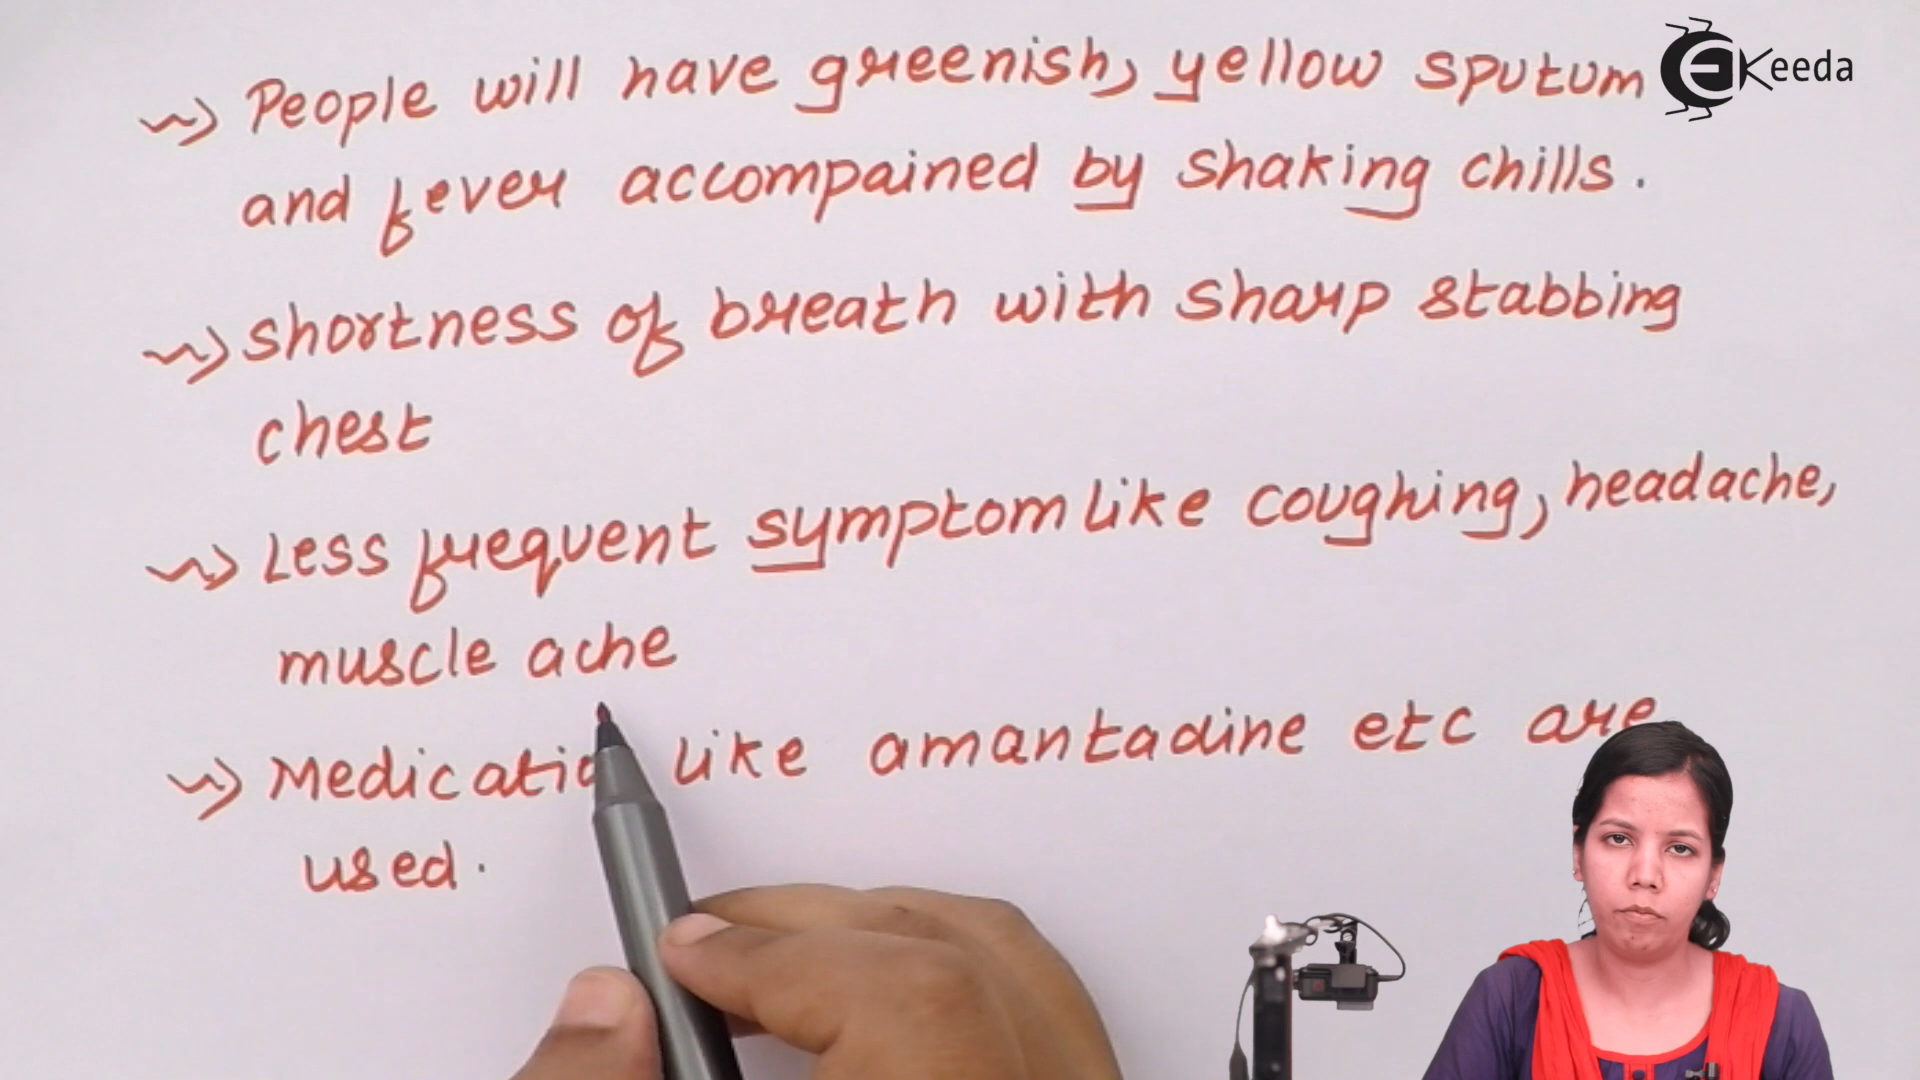 People will have greenish, yellow sputum
and fever accompained by shaking chills.
shortness of breath with sharp stabbing
chest
Less frequent symptom like coughing, headache,
muscle ache
Medicatio like amantadine etc are
used.
Ekeeda